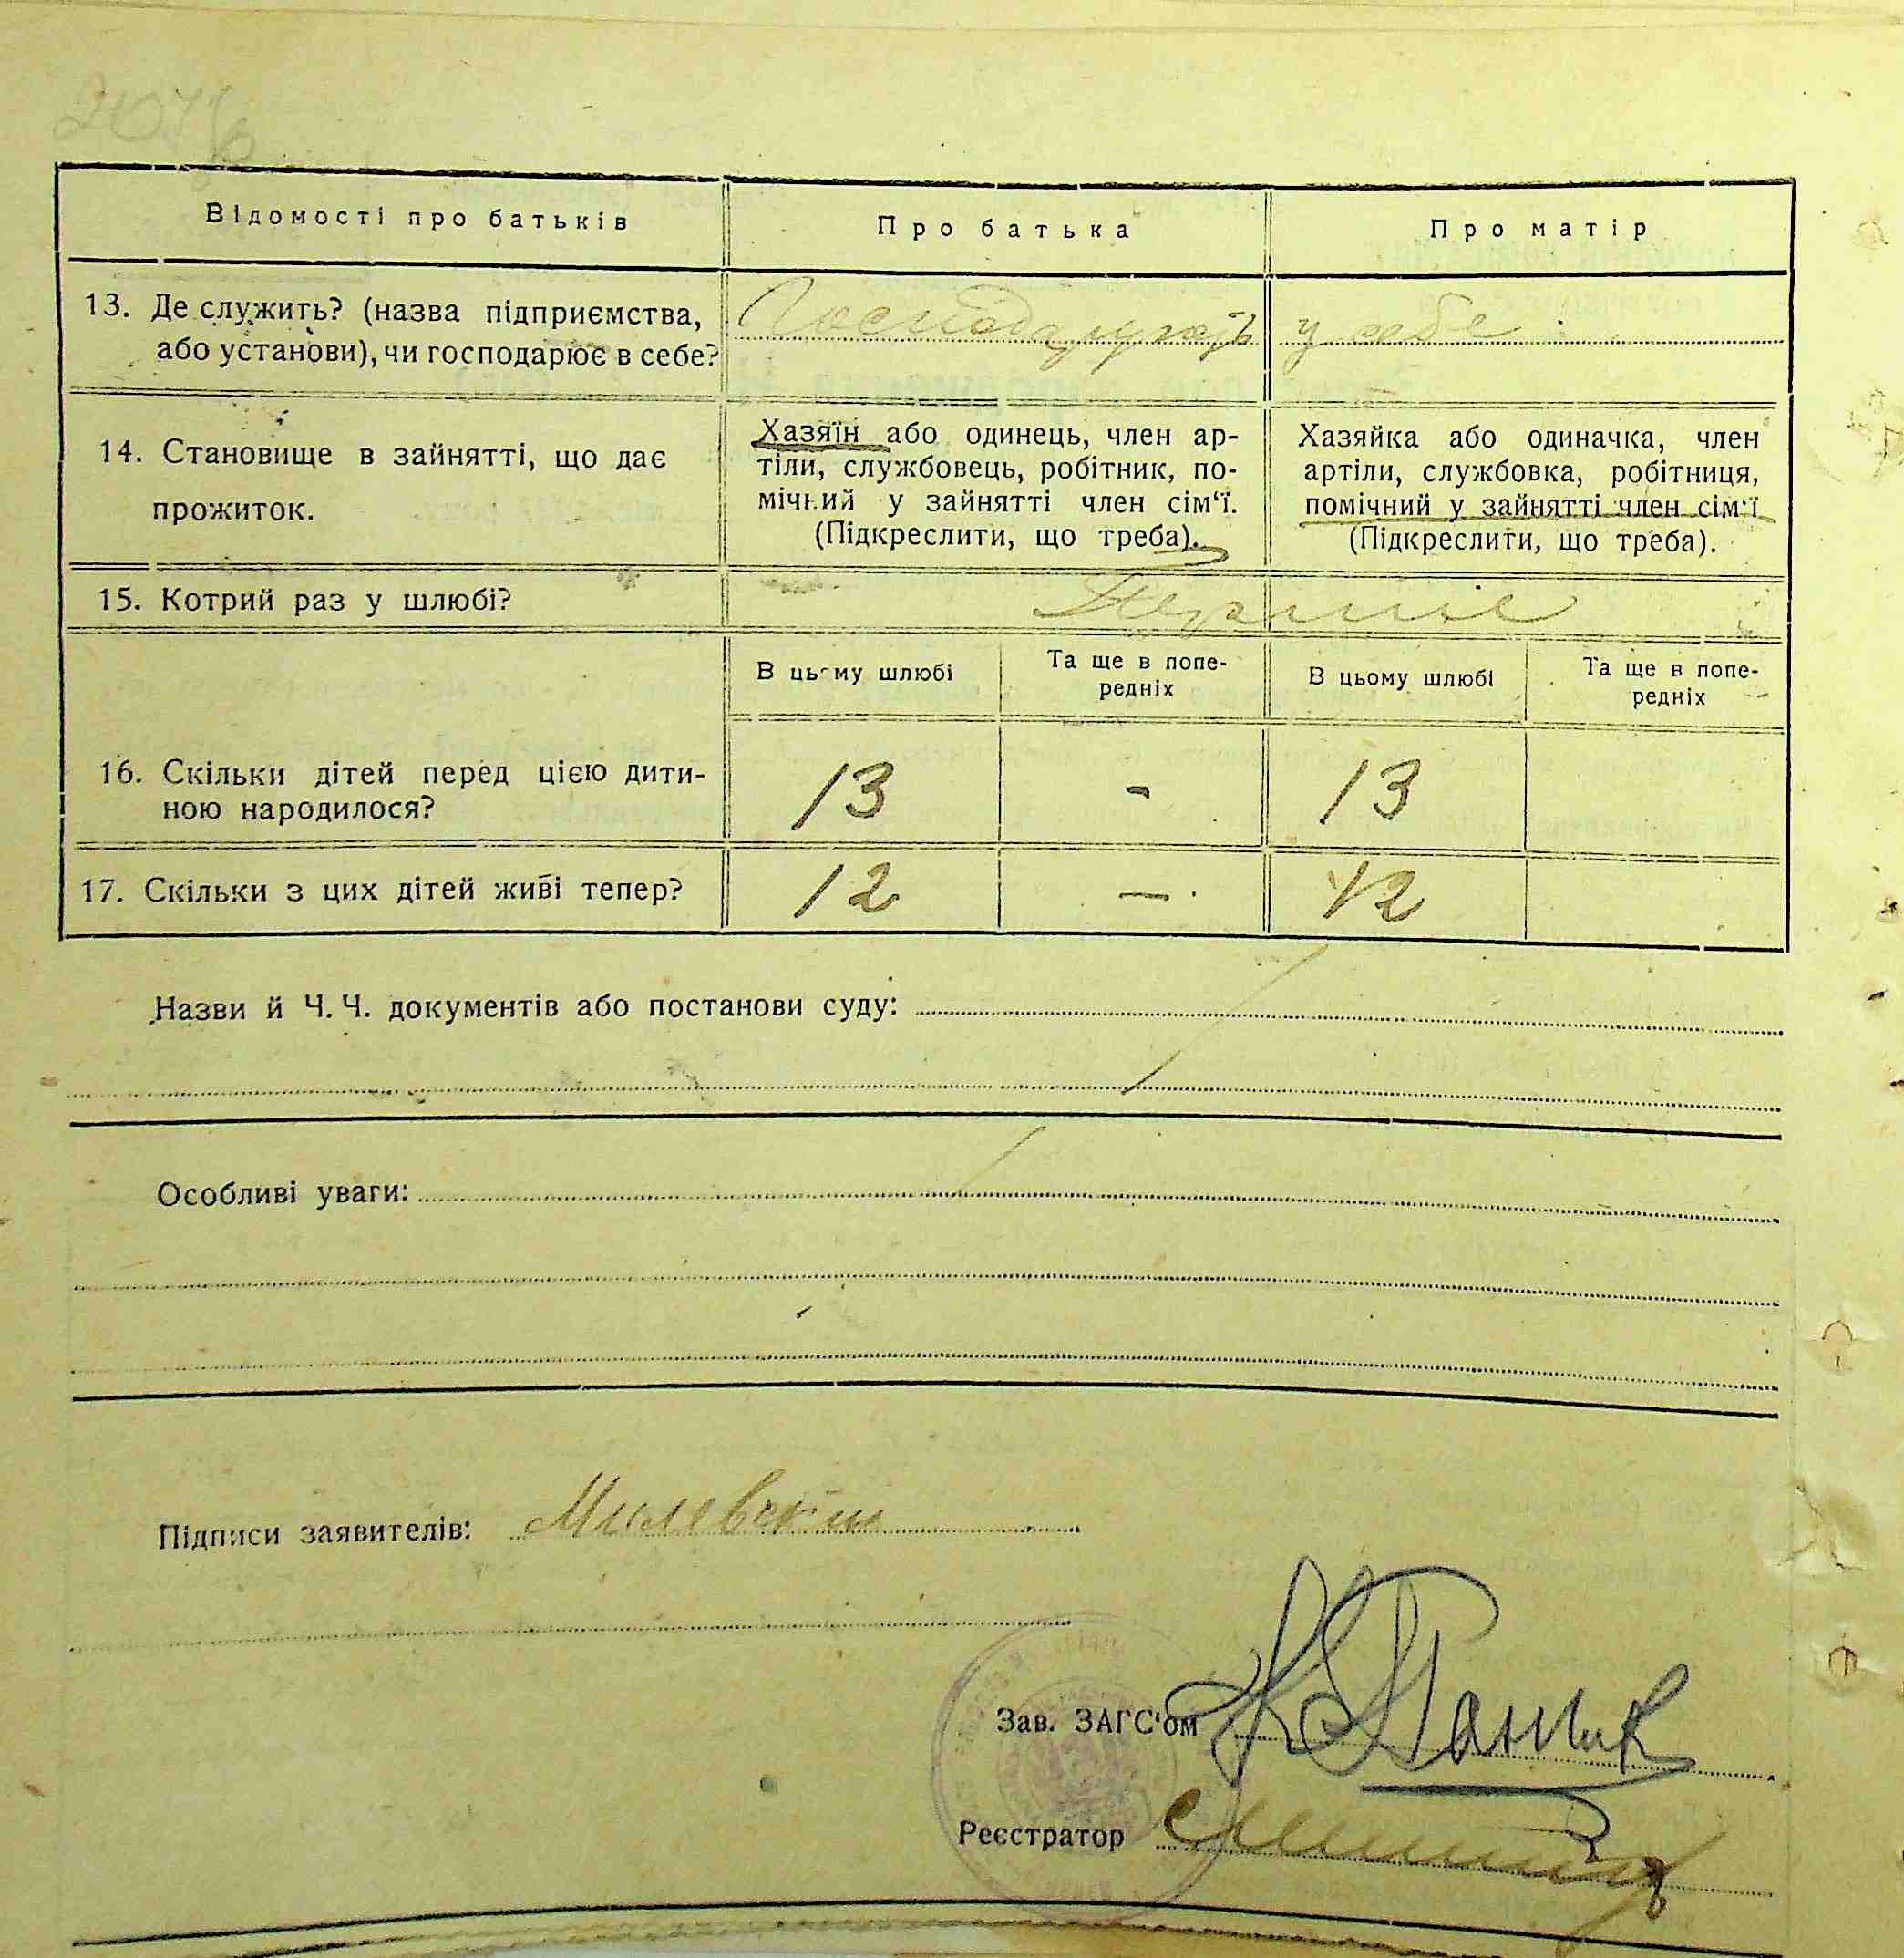 Відомості про батьків
Про батька
Про матір
13. Де служить? (назва підприємства,
або установи), чи господарює в себе?
Господарюють у себе
14. Становище в зайнятті, що дає
прожиток.
Хазяїн або одинець, член ар-
тіли, службовець, робітник, по-
мічний у зайнятті член сім'ї.
(Підкреслити, що треба).
Хазяйка або одиначка, член
артіли, службовка, робітниця,
помічний у зайнятті член сім'ї
(Підкреслити, що треба).
15. Котрий раз у шлюбі?
В цьому шлюбі
Та ще в попе-
редніх
В цьому шлюбі
Та ще в попе-
редніх
16. Скільки дітей перед цією дити-
ною народилося?
13
-
13
17. Скільки з цих дітей живі тепер?
12
—
12
Назви й Ч. Ч. документів або постанови суду:
Особливі уваги:
Підписи заявителів: Милевский
Зав. ЗАГС'ом
Реєстратор